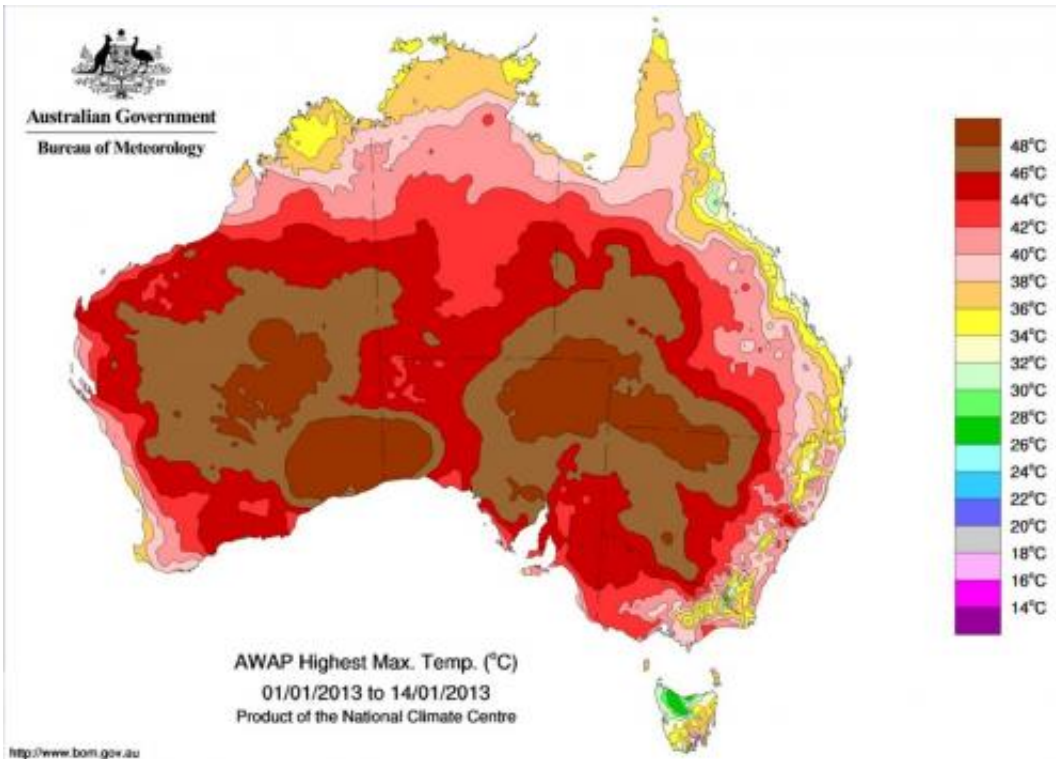 Australian Government
Bureau of Meteorology
48°C
46°C
44°C
42°C
40°C
38°C
36°C
34°C
32°C
30°C
28°C
26°C
24°C
22°C
20°C
18°C
16°C
14°C
AWAP Highest Max. Temp. (°C)
01/01/2013 to 14/01/2013
Product of the National Climate Centre
http://www.bom.gov.au